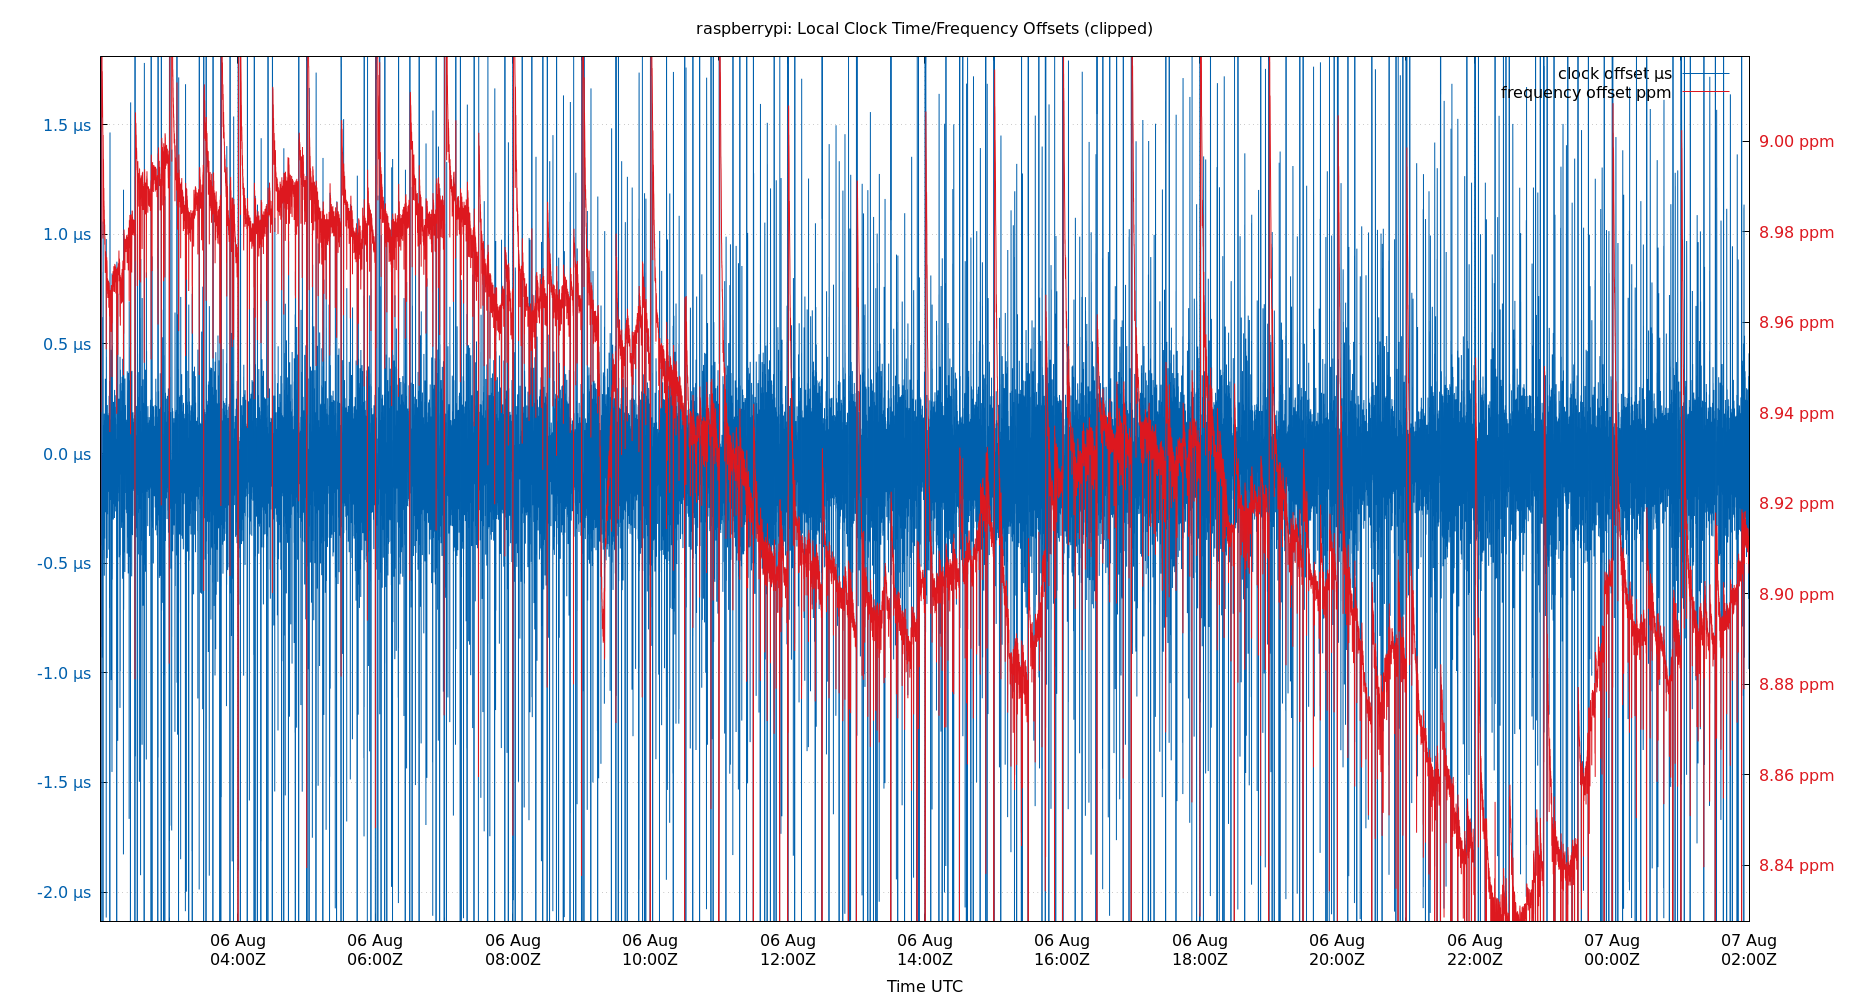 raspberrypi: Local Clock Time/Frequency Offsets (clipped)
clock offset µs
frequency offset ppm
1.5 µs
1.0 µs
0.5 µs
0.0 µs
-0.5 µs
-1.0 µs
-1.5 µs
-2.0 µs
9.00 ppm
8.98 ppm
8.96 ppm
8.94 ppm
8.92 ppm
8.90 ppm
8.88 ppm
8.86 ppm
8.84 ppm
06 Aug 06 Aug 06 Aug 06 Aug 06 Aug 06 Aug 06 Aug 06 Aug 06 Aug 06 Aug 07 Aug 07 Aug
04:00Z 06:00Z 08:00Z 10:00Z 12:00Z 14:00Z 16:00Z 18:00Z 20:00Z 22:00Z 00:00Z 02:00Z
Time UTC